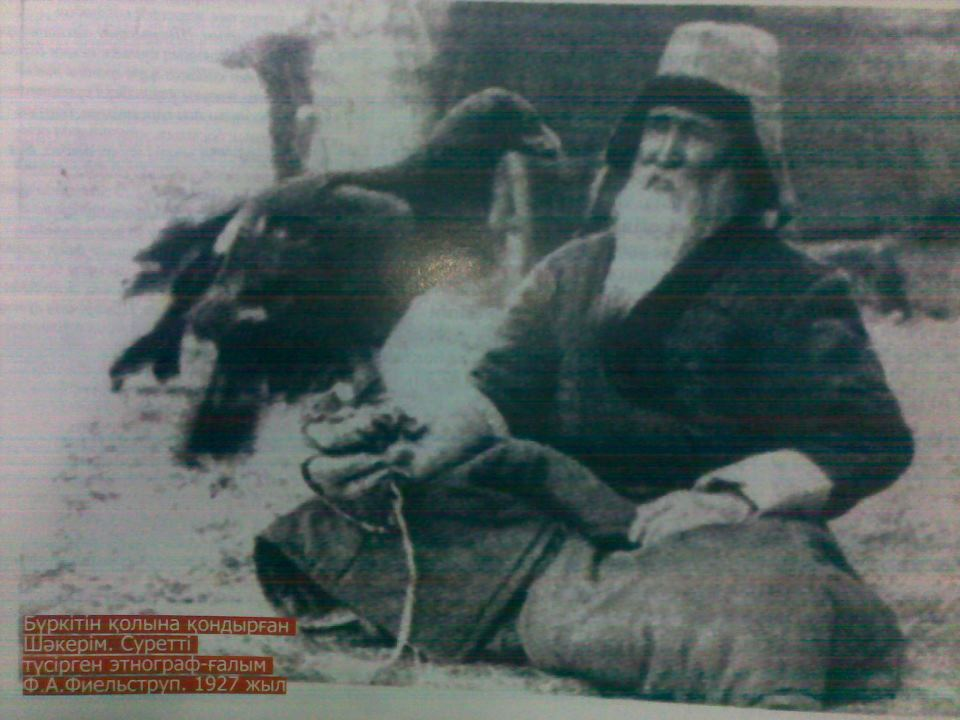 Бүркітін қолына қондырған
Шәкерім. Суретті
түсірген этнограф-ғалым
Ф.А.Фиельструп. 1927 жыл